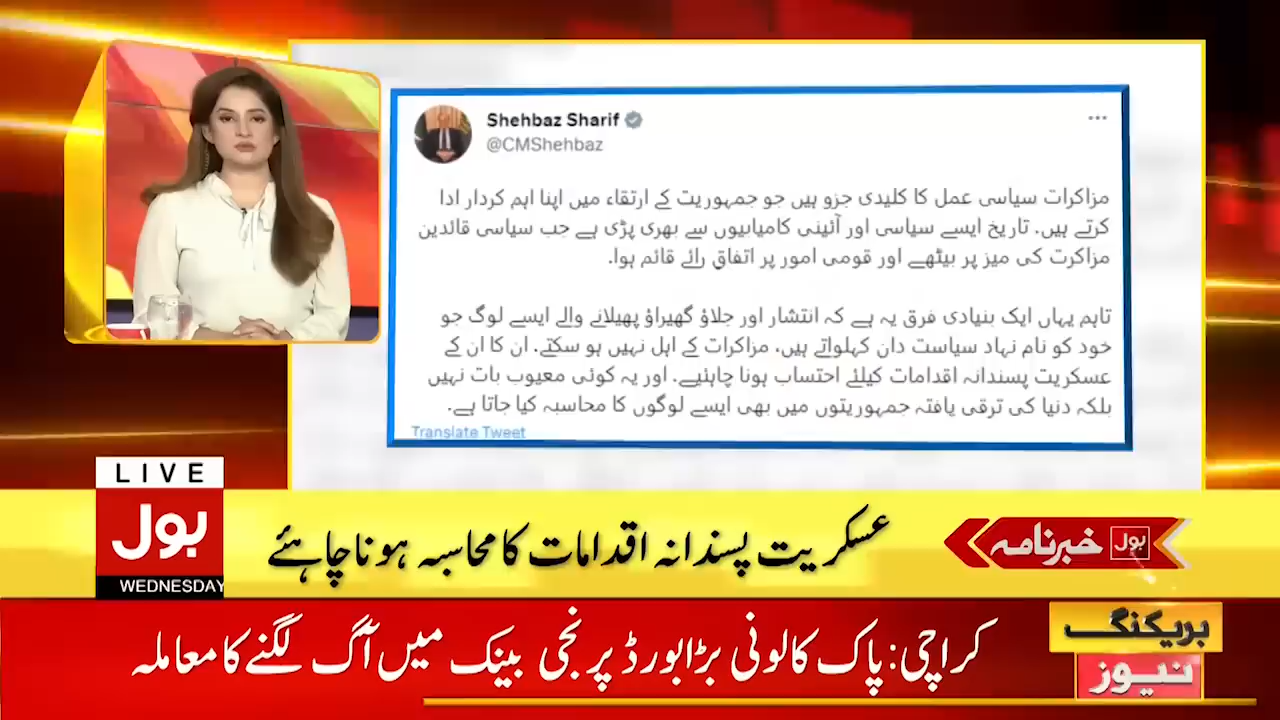 Shehbaz Sharif
@CMShehbaz
مزاکرات سیاسی عمل کا کلیدی جزو ہیں جو جمہوریت کے ارتقاء میں اپنا اہم کردار ادا
کرتے ہیں. تاریخ ایسے سیاسی اور آئینی کامیابیوں سے بھری پڑی ہے جب سیاسی قائدین
مزاکرت کی میز پر بیٹھے اور قومی امور پر اتفاق رائے قائم ہوا.
تاہم یہاں ایک بنیادی فرق یہ ہے کہ انتشار اور جلاؤ گھیراؤ پھیلانے والے ایسے لوگ جو
خود کو نام نہاد سیاست دان کہلواتے ہیں، مزاکرات کے اہل نہیں ہو سکتے. ان کا ان کے
عسکریت پسندانہ اقدامات کیلئے احتساب ہونا چاہئیے. اور یہ کوئی معیوب بات نہیں
بلکہ دنیا کی ترقی یافتہ جمہوریتوں میں بھی ایسے لوگوں کا محاسبہ کیا جاتا ہے.
Translate Tweet
LIVE
بول
WEDNESDAY
عسکریت پسندانہ اقدامات کا محاسبہ ہونا چاہئے
بول خبرنامہ
کراچی: پاک کالونی بڑا بورڈ پر نجی بینک میں آگ لگنے کا معاملہ
بریکنگ
نیوز